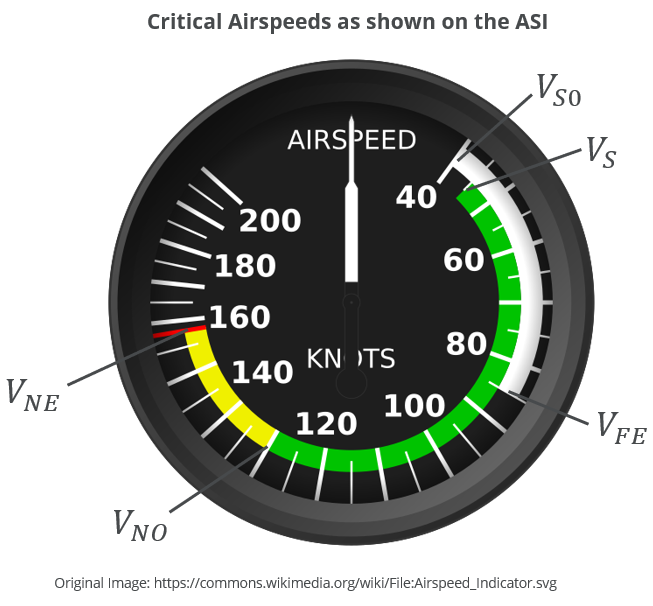 Critical Airspeeds as shown on the ASI
V_{S0}
AIRSPEED
V_S
40
200
60
180
160
80
KNOTS
140
V_{NE}
100
120
V_{FE}
V_{NO}
Original Image: https://commons.wikimedia.org/wiki/File:Airspeed_Indicator.svg